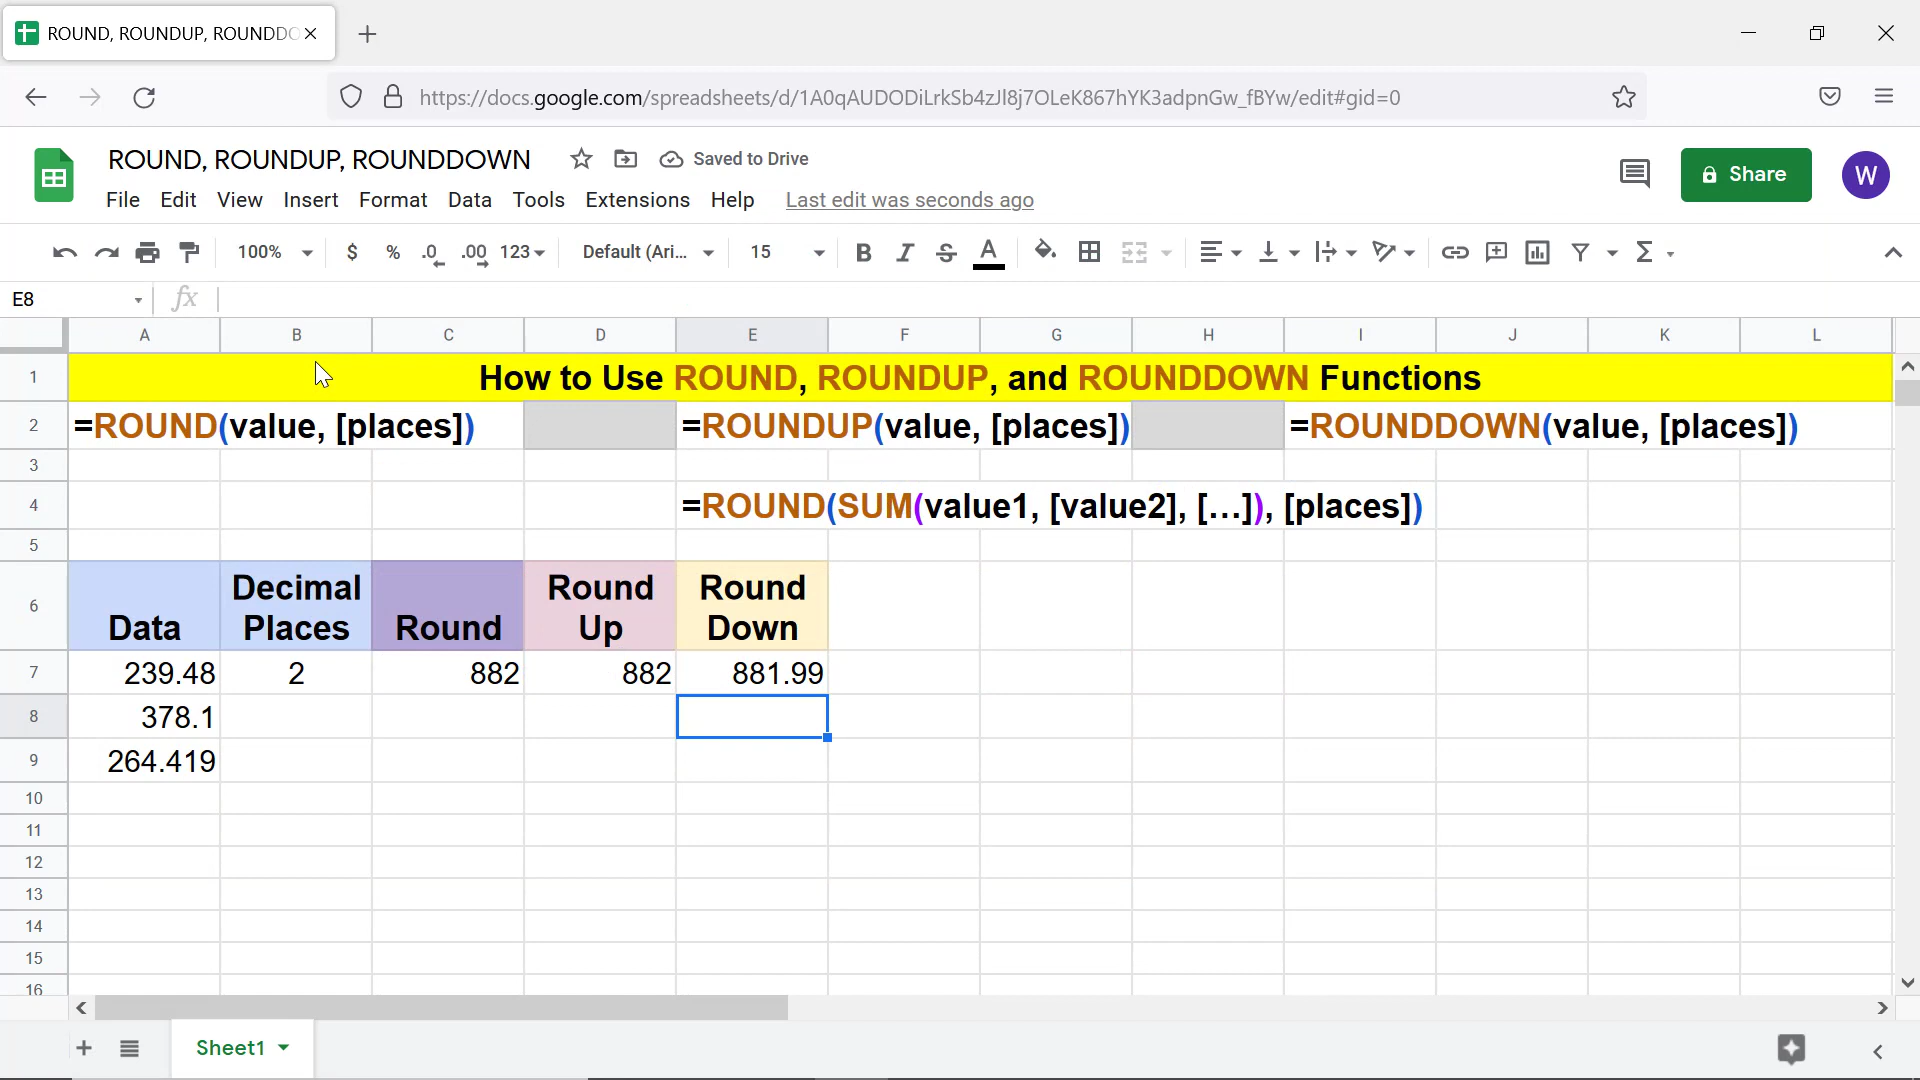 ROUND, ROUNDUP, ROUNDDO
https://docs.google.com/spreadsheets/d/1A0qAUDODiLrkSb4zJl8j7OLeK867hYK3adpnGw_fBYw/edit#gid=0
ROUND, ROUNDUP, ROUNDDOWN Saved to Drive
Share
W
File Edit View Insert Format Data Tools Extensions Help Last edit was seconds ago
100% $ % .0 .00 123 Default (Ari... 15 B I S A Σ
E8 fx
A B C D E F G H I J K L
1 How to Use ROUND, ROUNDUP, and ROUNDDOWN Functions
2 =ROUND(value, [places]) =ROUNDUP(value, [places]) =ROUNDDOWN(value, [places])
3
4 =ROUND(SUM(value1, [value2], […]), [places])
5
6 Data Decimal Places Round Round Up Round Down
7 239.48 2 882 882 881.99
8 378.1
9 264.419
10
11
12
13
14
15
16
Sheet1